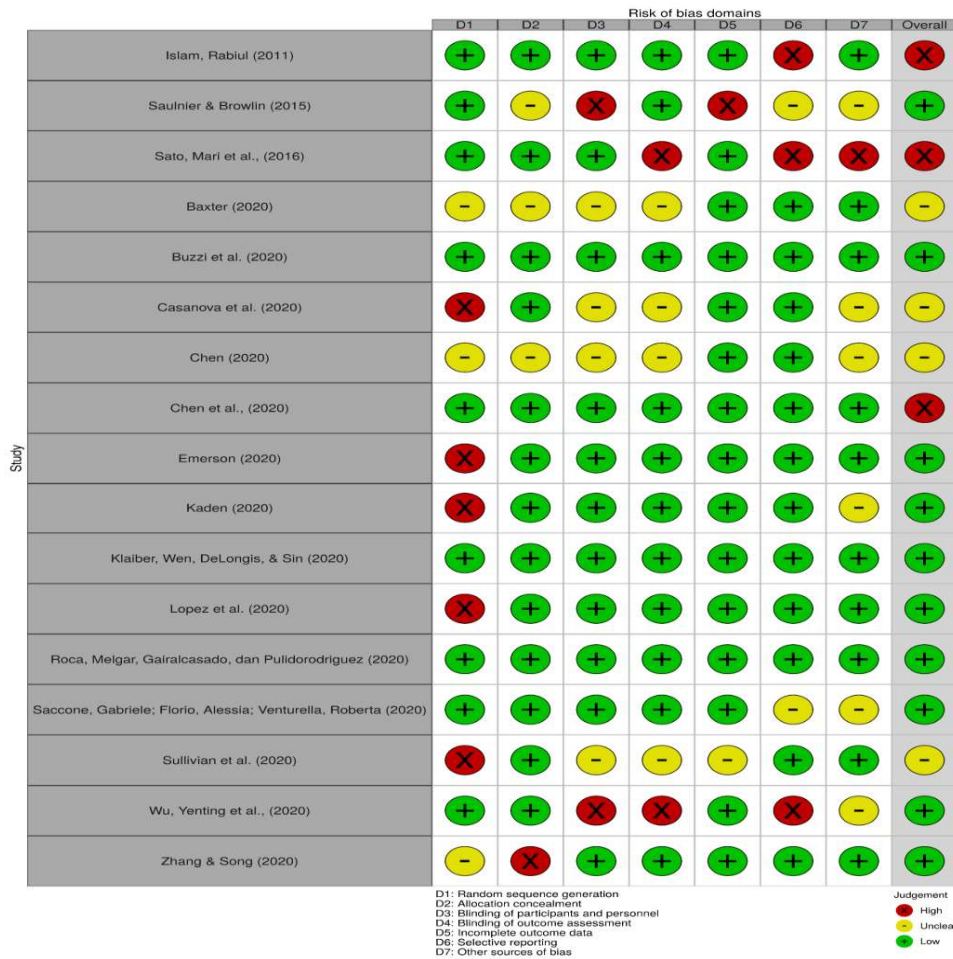 Risk of bias domains
D1 D2 D3 D4 D5 D6 D7 Overall
Study
Islam, Rabiul (2011) + + + + + X + X
Saulnier & Browlin (2015) + - X + X - - +
Sato, Mari et al., (2016) + + + X + X X X
Baxter (2020) - - - - + + + -
Buzzi et al. (2020) + + + + + + + +
Casanova et al. (2020) X + - - + + - -
Chen (2020) - - - - + + - -
Chen et al., (2020) + + + + + + + X
Emerson (2020) X + + + + + + +
Kaden (2020) X + + + + + - +
Klaiber, Wen, DeLongis, & Sin (2020) + + + + + + + +
Lopez et al. (2020) X + + + + + + +
Roca, Melgar, Gairalcasado, dan Pulidorodriguez (2020) + + + + + + + +
Saccone, Gabriele; Florio, Alessia; Venturella, Roberta (2020) + + + + + - - +
Sullivian et al. (2020) X + - - - + + -
Wu, Yenting et al., (2020) + + X X + X - +
Zhang & Song (2020) - X + + + + + +
D1: Random sequence generation
D2: Allocation concealment
D3: Blinding of participants and personnel
D4: Blinding of outcome assessment
D5: Incomplete outcome data
D6: Selective reporting
D7: Other sources of bias
Judgement
X High
- Unclea
+ Low